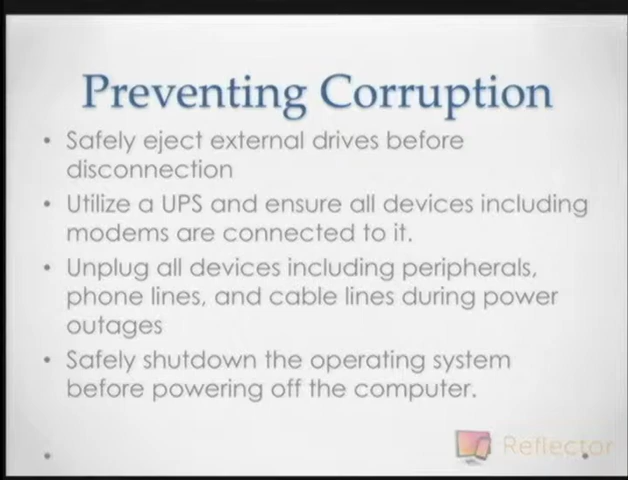 Preventing Corruption
• Safely eject external drives before
disconnection
• Utilize a UPS and ensure all devices including
modems are connected to it.
• Unplug all devices including peripherals,
phone lines, and cable lines during power
outages
• Safely shutdown the operating system
before powering off the computer.
Reflector